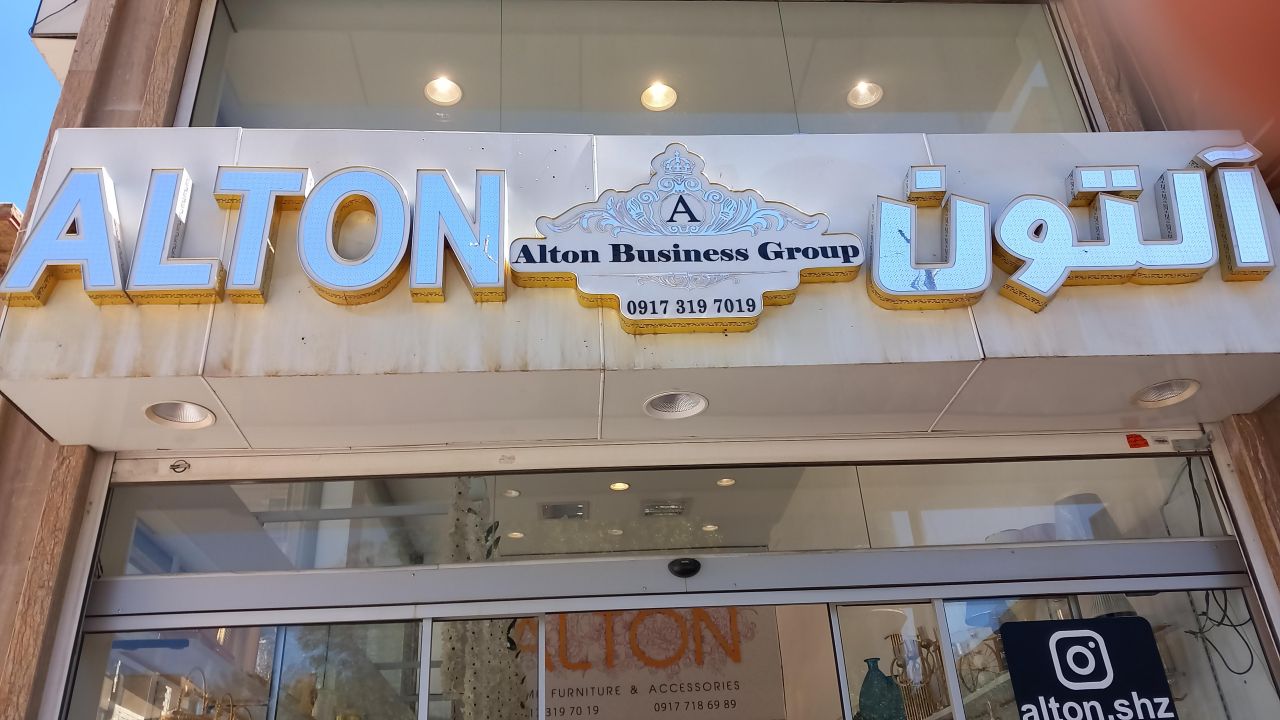 ALTON
A
Alton Business Group
0917 319 7019
آلتون
ALTON
FURNITURE & ACCESSORIES
319 70 19
0917 718 69 89
alton.shz